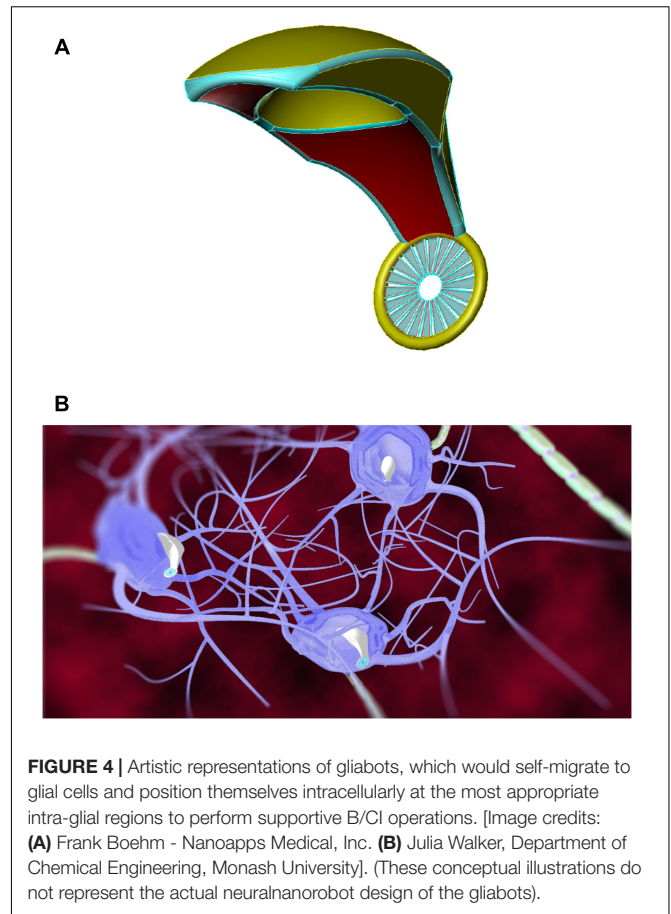 A
B
FIGURE 4 | Artistic representations of gliabots, which would self-migrate to
glial cells and position themselves intracellularly at the most appropriate
intra-glial regions to perform supportive B/CI operations. [Image credits:
(A) Frank Boehm - Nanoapps Medical, Inc. (B) Julia Walker, Department of
Chemical Engineering, Monash University]. (These conceptual illustrations do
not represent the actual neuralnanorobot design of the gliabots).